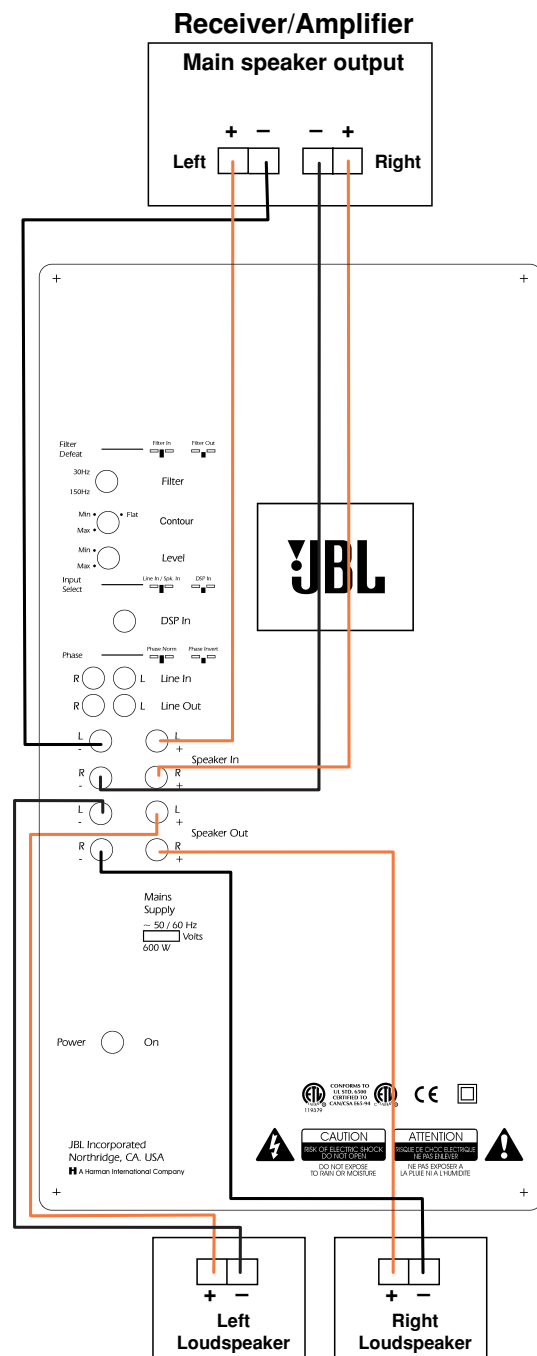 Receiver/Amplifier
Main speaker output
+ − − +
Left Right
+ +
Filter Defeat Filter In Filter Out
30Hz
150Hz
Filter
Min • • Flat
Max •
Contour
Min •
Max •
Level
Input Select Line In / Spk. In DSP In
DSP In
Phase Phase Norm Phase Invert
R L Line In
R L Line Out
L - L +
Speaker In
R - R +
L - L +
Speaker Out
R - R +
Mains
Supply
~ 50 / 60 Hz
Volts
600 W
JBL
Power On
119379
CONFORMS TO
UL STD. 6500
CERTIFIED TO
CAN/CSA E65-94
ETL ETL CE
JBL Incorporated
Northridge, CA. USA
H A Harman International Company
CAUTION
RISK OF ELECTRIC SHOCK
DO NOT OPEN
DO NOT EXPOSE
TO RAIN OR MOISTURE
ATTENTION
RISQUE DE CHOC ELECTRIQUE
NE PAS ENLEVER
NE PAS EXPOSER A
LA PLUIE NI A L'HUMIDITE
+ +
+ − + −
Left
Loudspeaker
Right
Loudspeaker